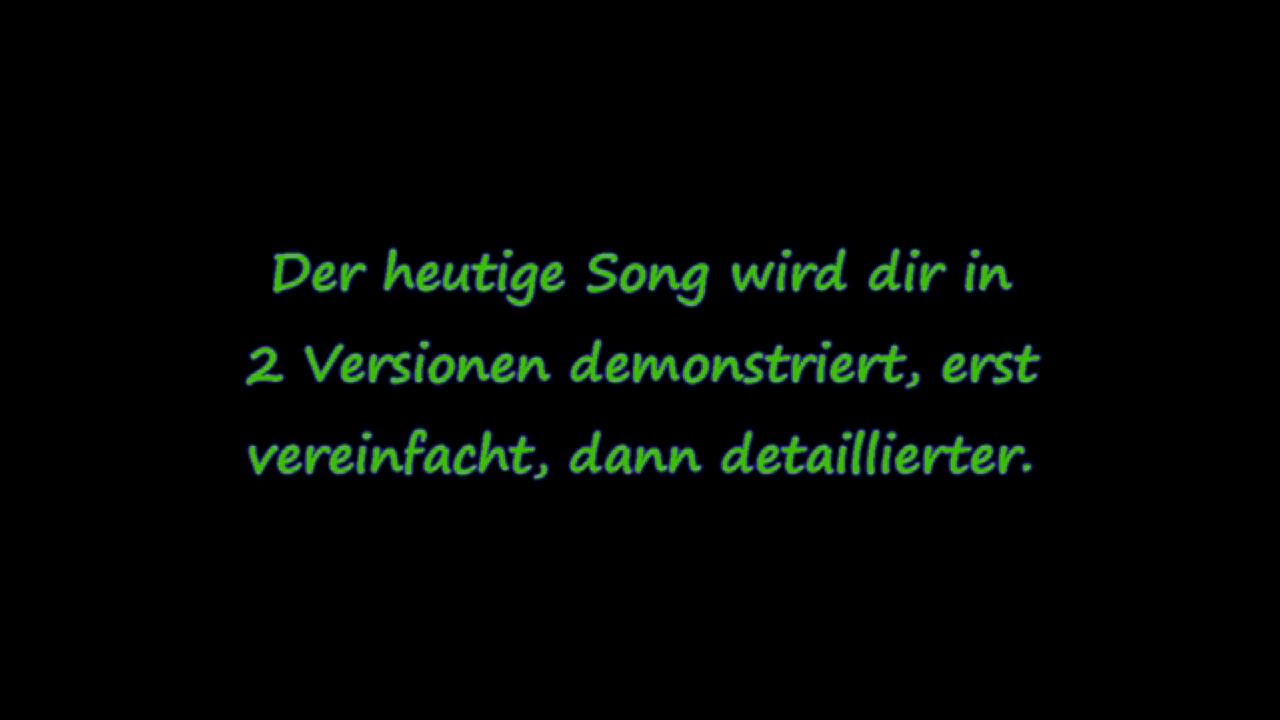 Der heutige Song wird dir in
2 Versionen demonstriert, erst
vereinfacht, dann detaillierter.